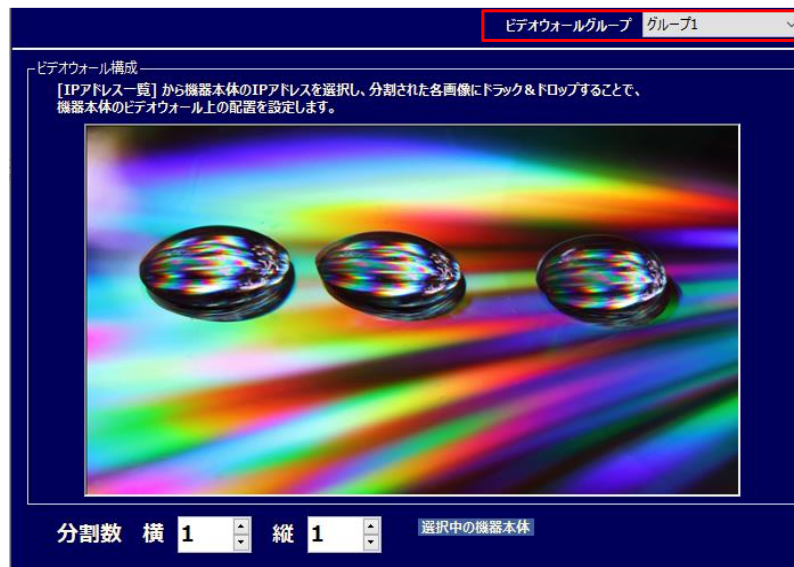 ビデオウォールグループ グループ1
ビデオウォール構成
[IPアドレス一覧] から機器本体のIPアドレスを選択し、分割された各画像にドラック&ドロップすることで、
機器本体のビデオウォール上の配置を設定します。
分割数 横 1 縦 1 選択中の機器本体